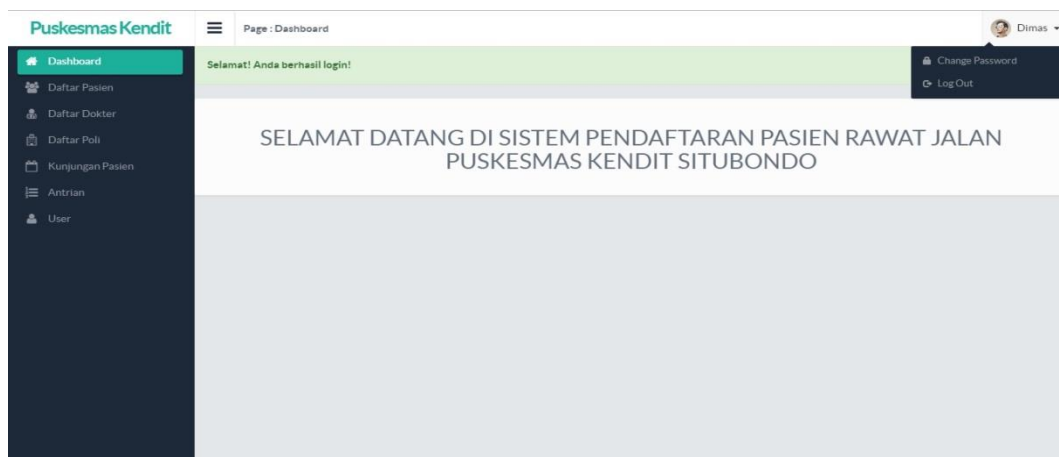 Puskesmas Kendit
Page : Dashboard
Dimas
Dashboard
Daftar Pasien
Daftar Dokter
Daftar Poli
Kunjungan Pasien
Antrian
User
Selamat! Anda berhasil login!
Change Password
Log Out
SELAMAT DATANG DI SISTEM PENDAFTARAN PASIEN RAWAT JALAN
PUSKESMAS KENDIT SITUBONDO